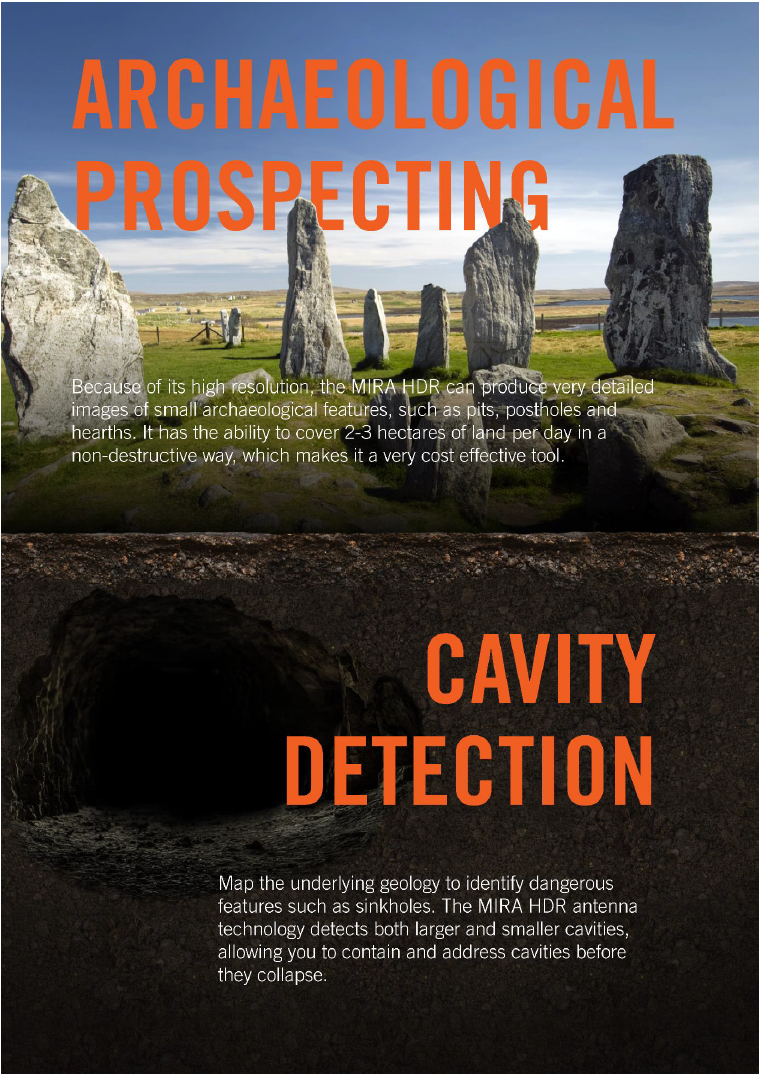 ARCHAEOLOGICAL
PROSPECTING
Because of its high resolution, the MIRA HDR can produce very detailed
images of small archaeological features, such as pits, postholes and
hearths. It has the ability to cover 2-3 hectares of land per day in a
non-destructive way, which makes it a very cost effective tool.
CAVITY
DETECTION
Map the underlying geology to identify dangerous
features such as sinkholes. The MIRA HDR antenna
technology detects both larger and smaller cavities,
allowing you to contain and address cavities before
they collapse.